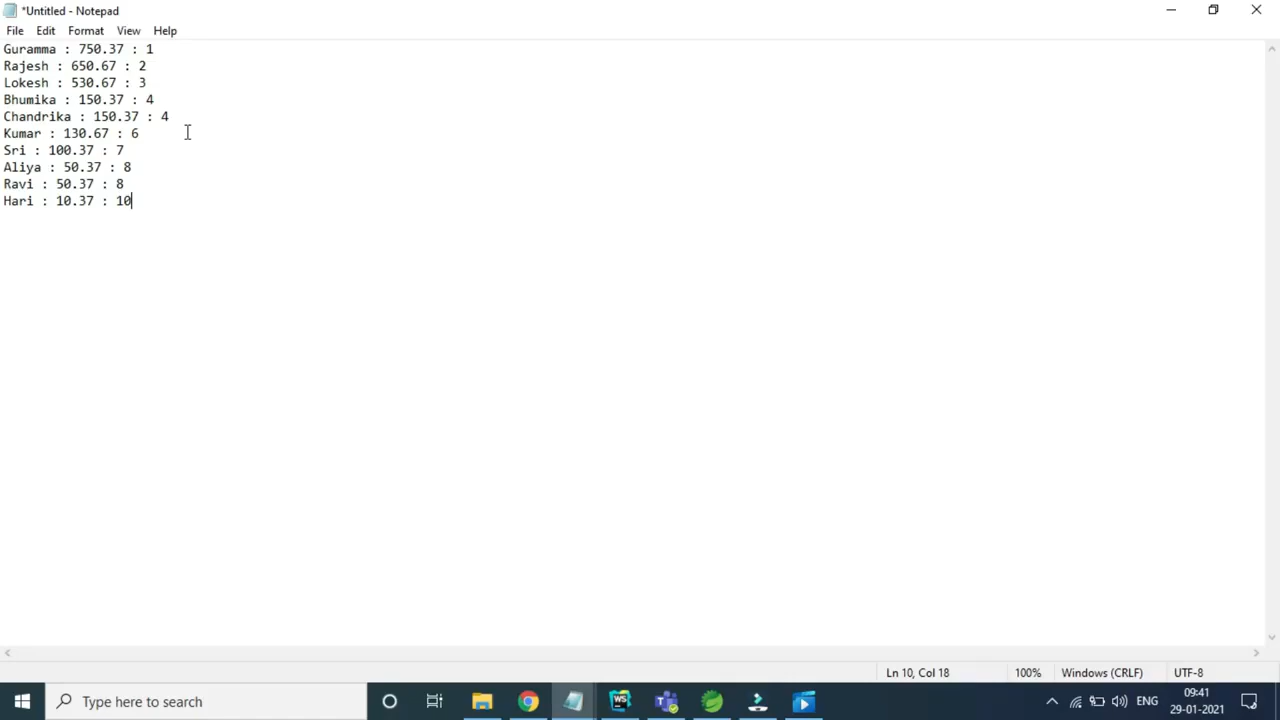 *Untitled - Notepad
File Edit Format View Help
Guramma : 750.37 : 1
Rajesh : 650.67 : 2
Lokesh : 530.67 : 3
Bhumika : 150.37 : 4
Chandrika : 150.37 : 4
Kumar : 130.67 : 6
Sri : 100.37 : 7
Aliya : 50.37 : 8
Ravi : 50.37 : 8
Hari : 10.37 : 10
Ln 10, Col 18 100% Windows (CRLF) UTF-8
Type here to search WS ENG 09:41
29-01-2021